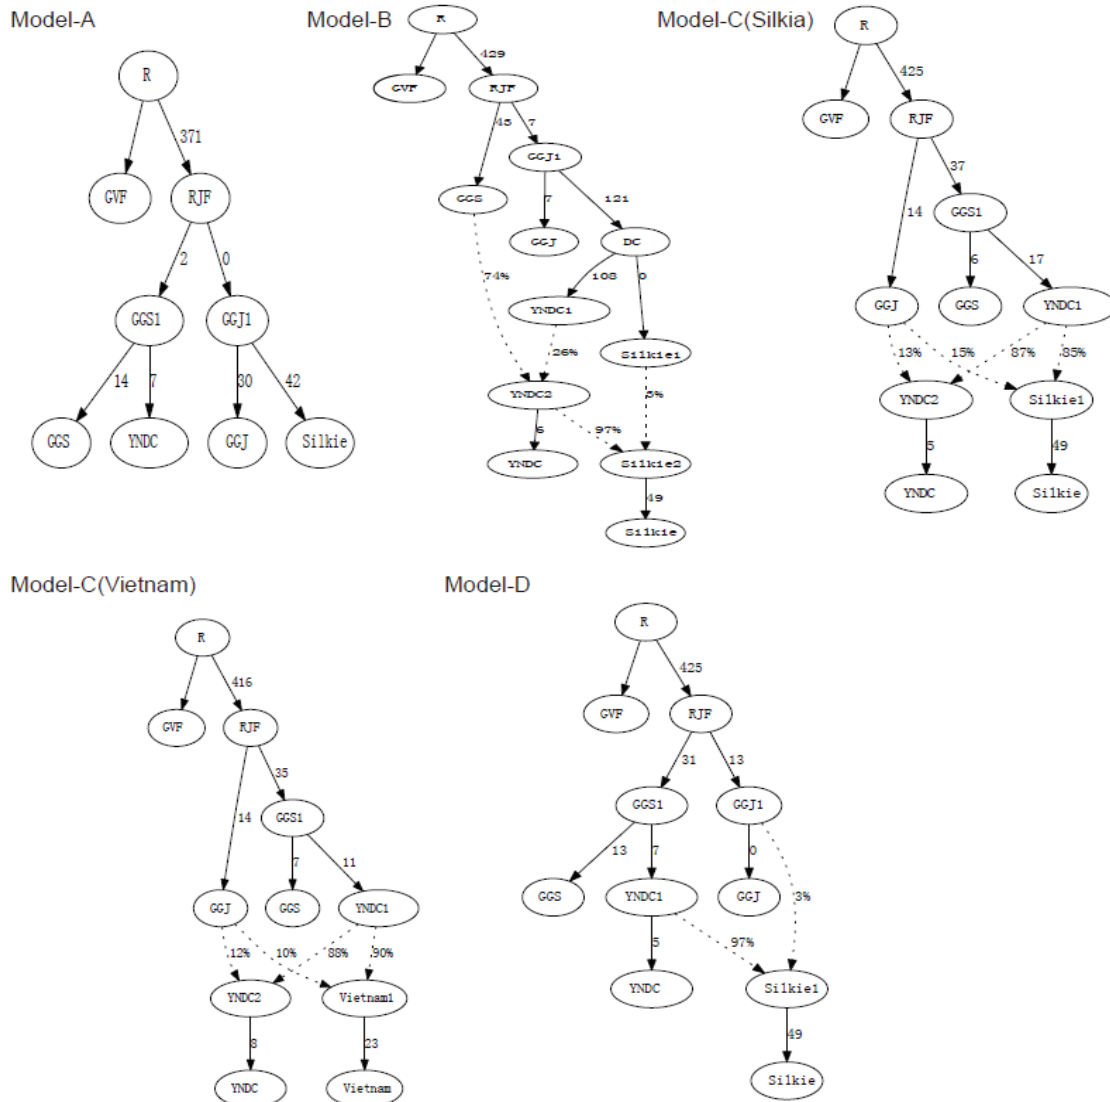 Model-A
R
371
GVF
RJF
2
0
GGS1
GGJ1
14
7
30
42
GGS
YNDC
GGJ
Silkie
Model-B
R
429
GVF
RJF
45
7
GGJ1
GGS
7
121
GGJ
DC
74%
108
0
YNDC1
26%
Silkie1
YNDC2
3%
6
97%
YNDC
Silkie2
49
Silkie
Model-C(Silkia)
R
425
GVF
RJF
14
37
GGS1
6
17
GGJ
GGS
YNDC1
13%
15%
87%
85%
YNDC2
Silkie1
5
49
YNDC
Silkie
Model-C(Vietnam)
R
416
GVF
RJF
35
14
GGS1
7
11
GGJ
GGS
YNDC1
12%
10%
88%
90%
YNDC2
Vietnam1
8
23
YNDC
Vietnam
Model-D
R
425
GVF
RJF
31
13
GGS1
GGJ1
13
7
0
GGS
YNDC1
GGJ
3%
5
97%
YNDC
Silkie1
49
Silkie